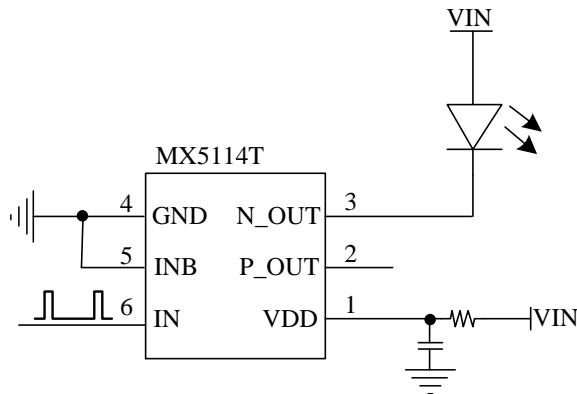 VIN
MX5114T
4 GND N_OUT 3
5 INB P_OUT 2
6 IN VDD 1 VIN